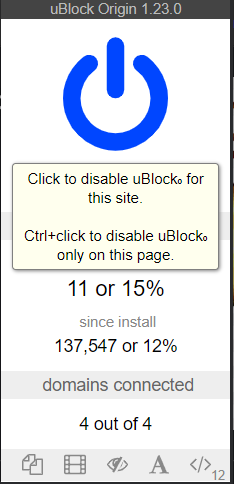 uBlock Origin 1.23.0
Click to disable uBlock₀ for
this site.
Ctrl+click to disable uBlock₀
only on this page.
11 or 15%
since install
137,547 or 12%
domains connected
4 out of 4
A
</>
12